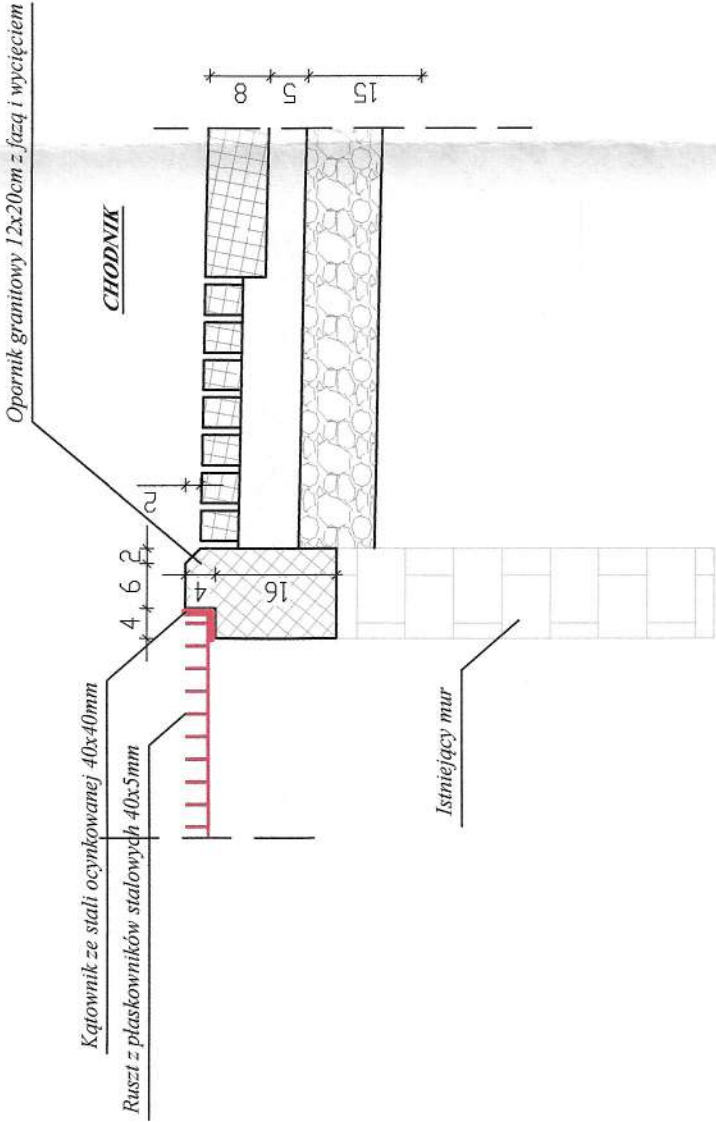 Opornik granitowy 12x20cm z fazą i wycięciem
CHODNIK
Kątownik ze stali ocynkowanej 40x40mm
Ruszt z płaskowników stalowych 40x5mm
Istniejący mur
4
6
2
2
4
16
8
5
15